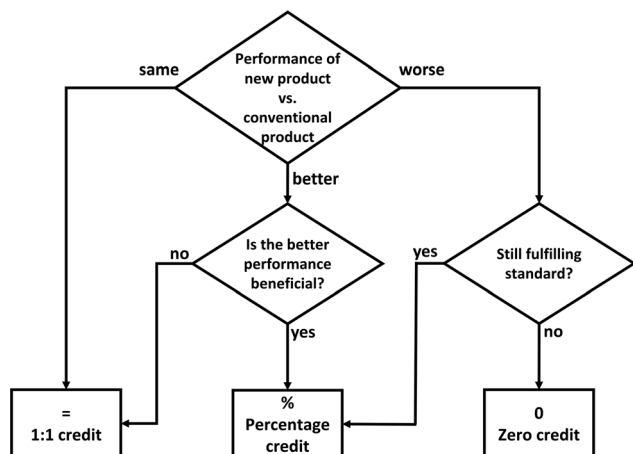 Performance of
new product
vs.
conventional
product
same
worse
better
Is the better
performance
beneficial?
no
yes
Still fulfilling
standard?
yes
no
=
1:1 credit
%
Percentage
credit
0
Zero credit